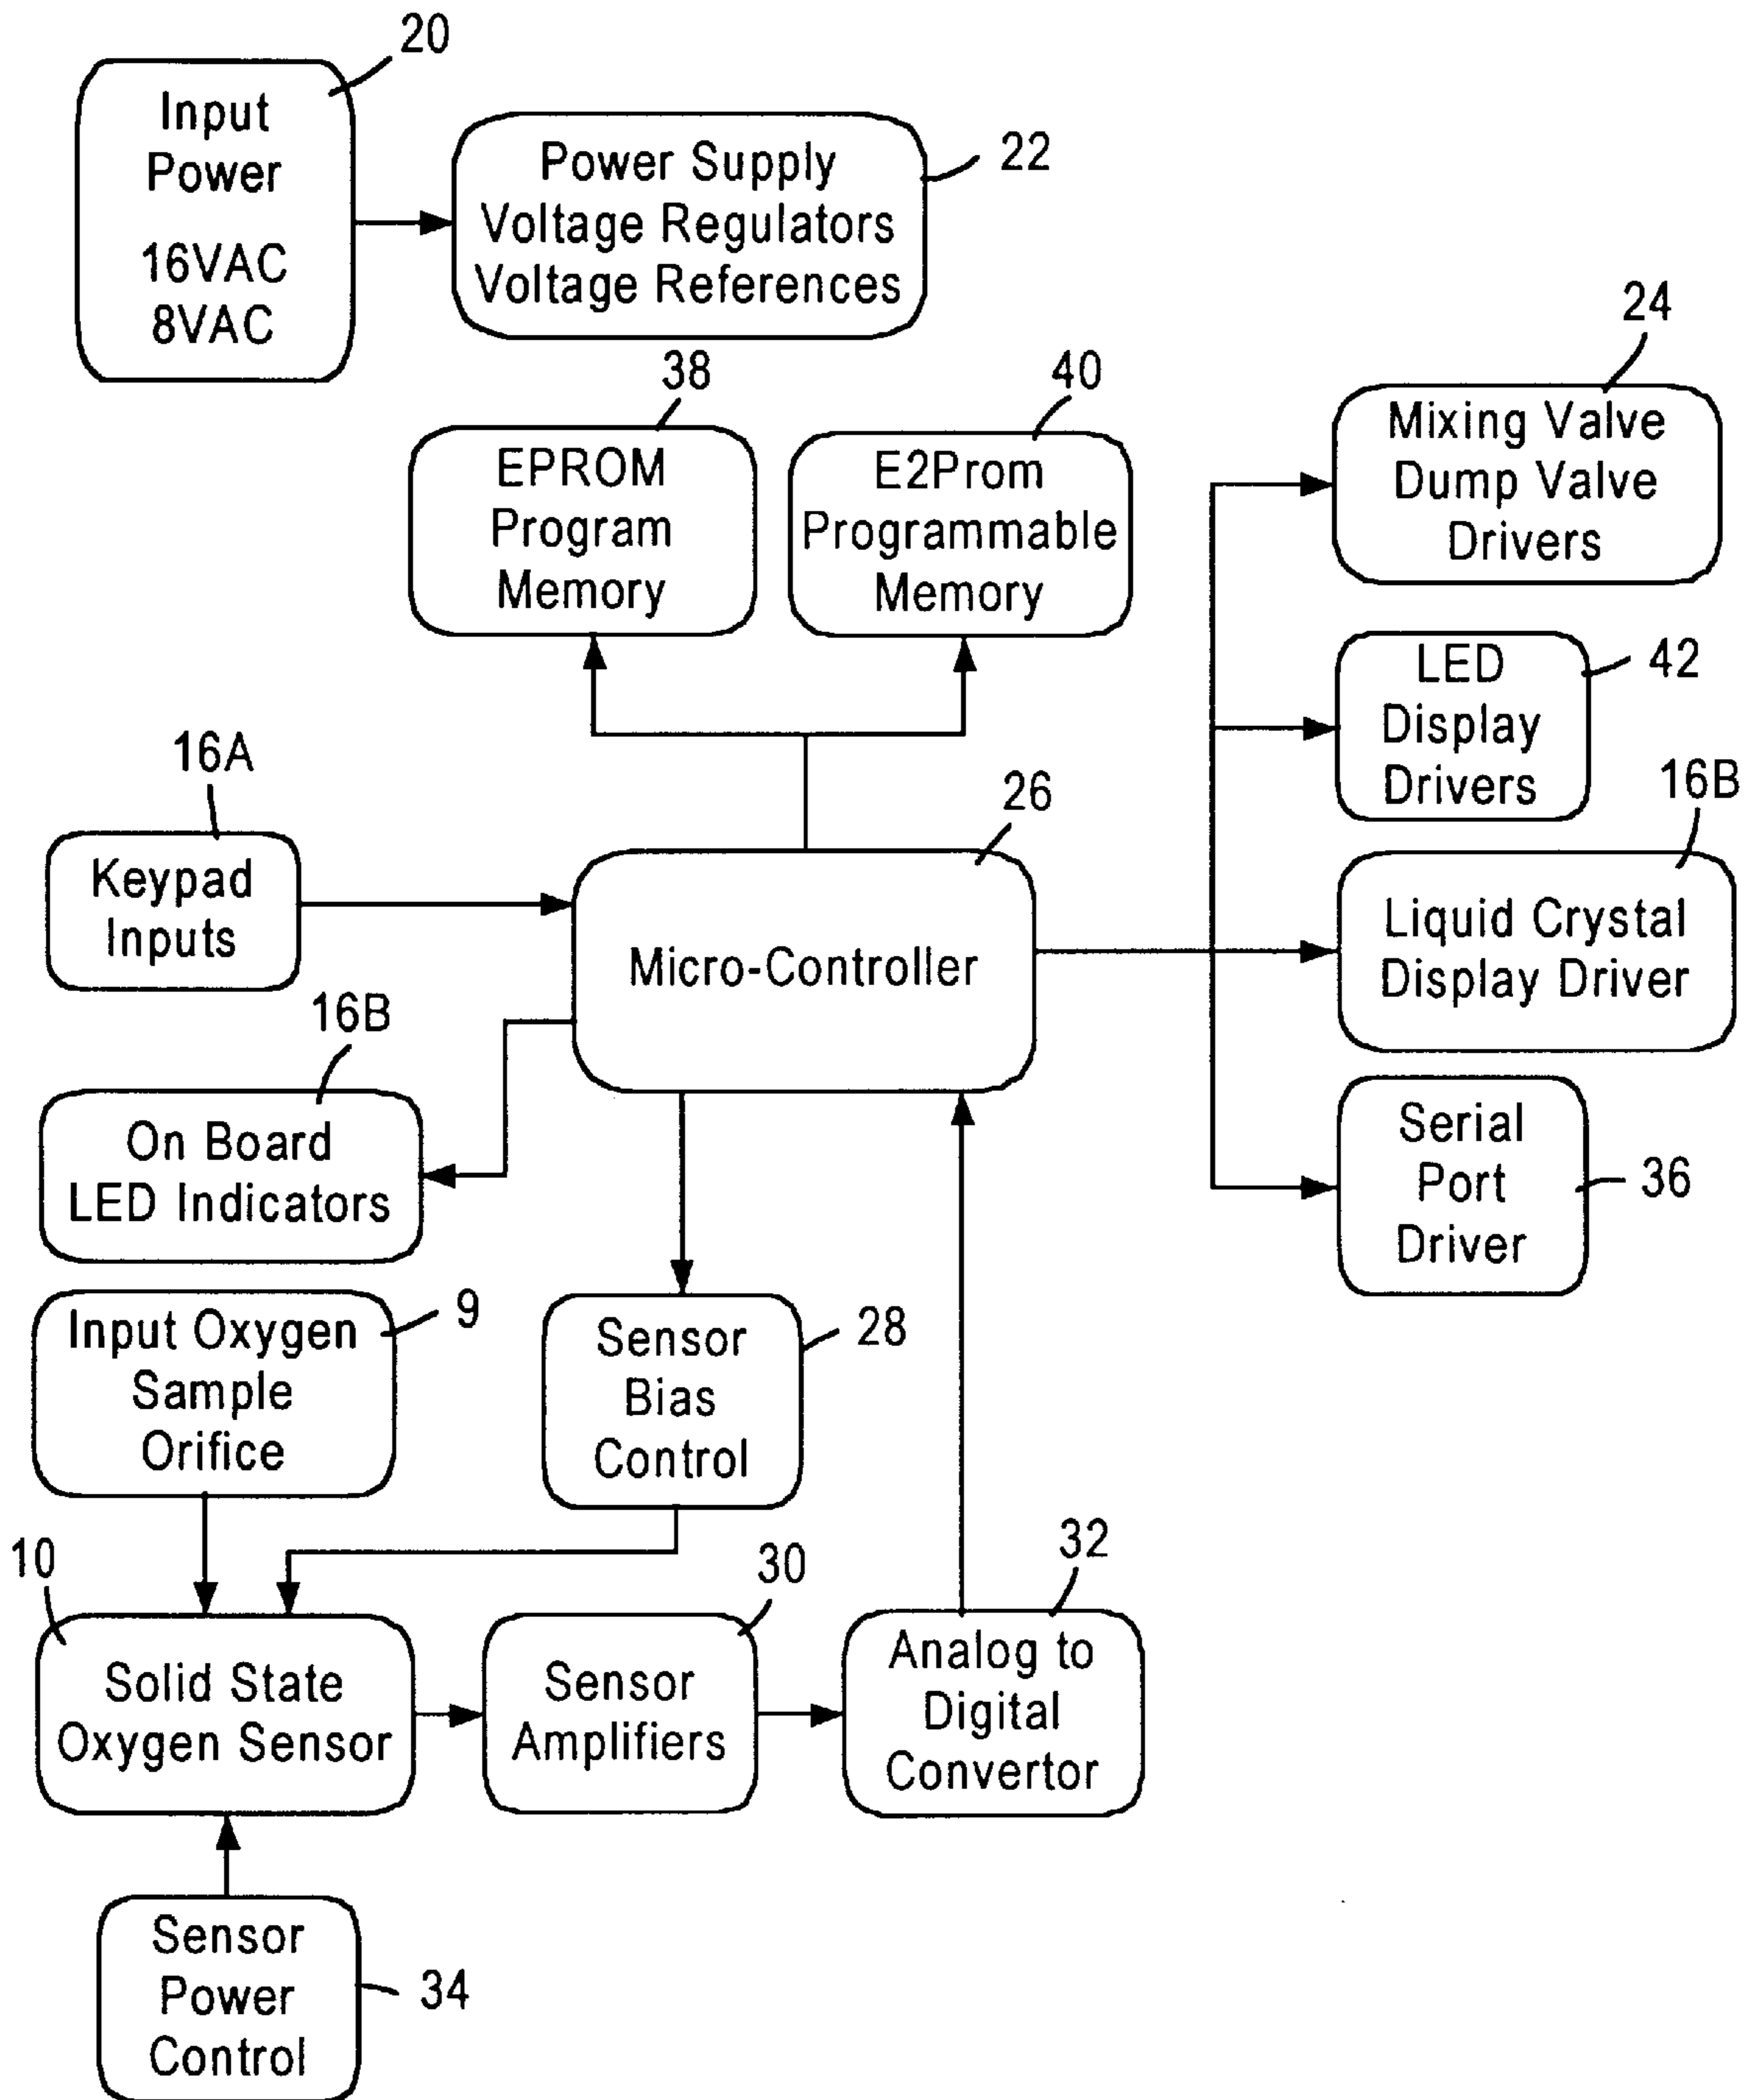 20
Input
Power
16VAC
8VAC
22
Power Supply
Voltage Regulators
Voltage References
38
EPROM
Program
Memory
40
E2Prom
Programmable
Memory
24
Mixing Valve
Dump Valve
Drivers
42
LED
Display
Drivers
16A
Keypad
Inputs
26
Micro-Controller
16B
Liquid Crystal
Display Driver
16B
On Board
LED Indicators
36
Serial
Port
Driver
9
Input Oxygen
Sample
Orifice
28
Sensor
Bias
Control
10
Solid State
Oxygen Sensor
30
Sensor
Amplifiers
32
Analog to
Digital
Convertor
34
Sensor
Power
Control